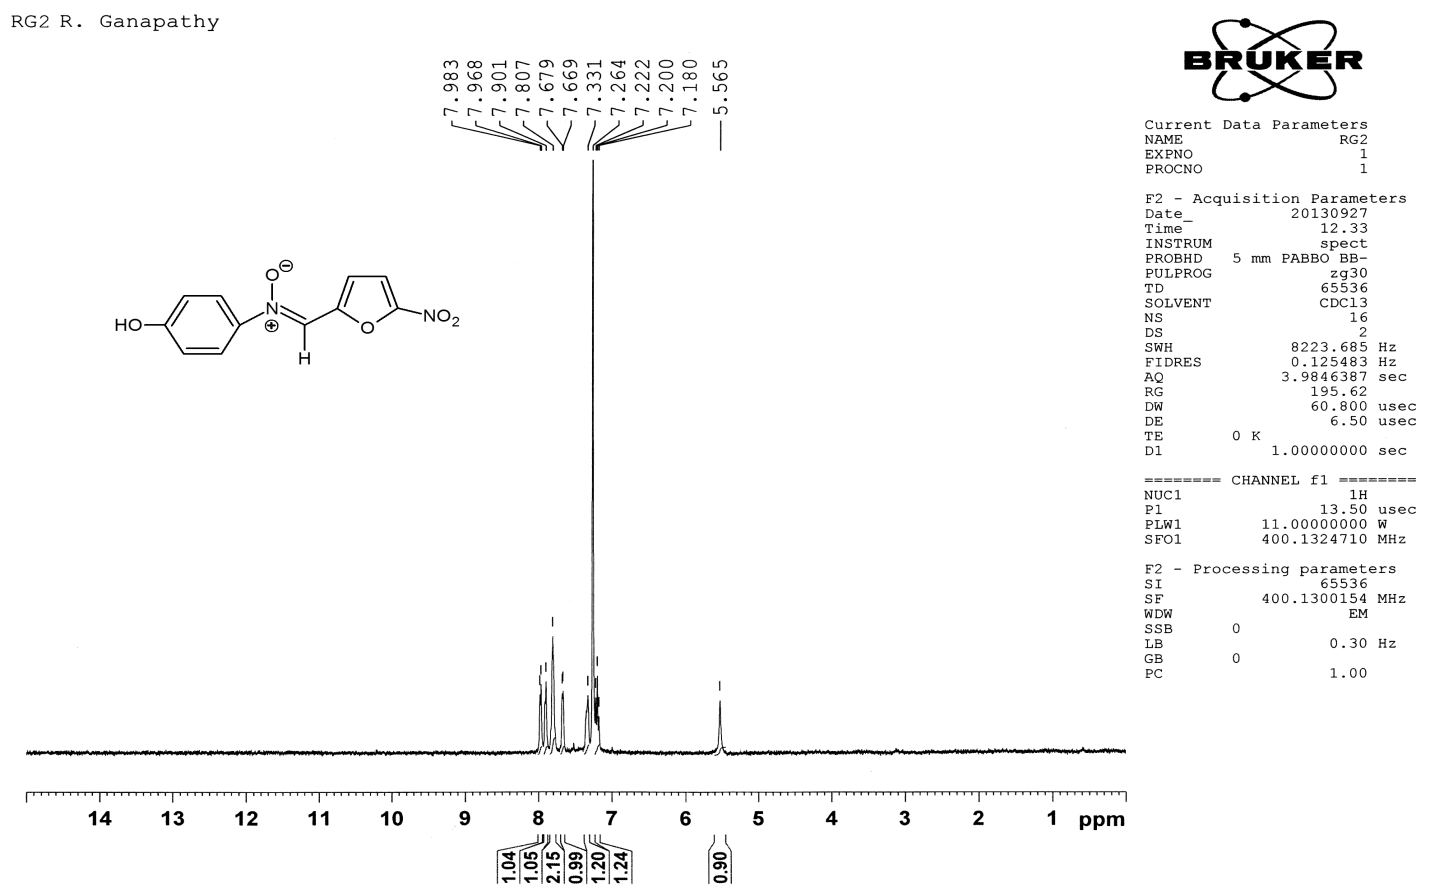 RG2 R. Ganapathy
BRUKER
7.983
7.968
7.901
7.807
7.679
7.669
7.331
7.264
7.222
7.200
7.180
5.565
HO
O ⊖
N
⊕
H
O
NO2
Current Data Parameters
NAME RG2
EXPNO 1
PROCNO 1
F2 - Acquisition Parameters
Date_ 20130927
Time 12.33
INSTRUM spect
PROBHD 5 mm PABBO BB-
PULPROG zg30
TD 65536
SOLVENT CDCl3
NS 16
DS 2
SWH 8223.685 Hz
FIDRES 0.125483 Hz
AQ 3.9846387 sec
RG 195.62
DW 60.800 usec
DE 6.50 usec
TE 0 K
D1 1.00000000 sec
======== CHANNEL f1 ========
NUC1 1H
P1 13.50 usec
PLW1 11.00000000 W
SFO1 400.1324710 MHz
F2 - Processing parameters
SI 65536
SF 400.1300154 MHz
WDW EM
SSB 0
LB 0.30 Hz
GB 0
PC 1.00
14 13 12 11 10 9 8 7 6 5 4 3 2 1 ppm
1.04
1.05
2.15
0.99
1.20
1.24
0.90